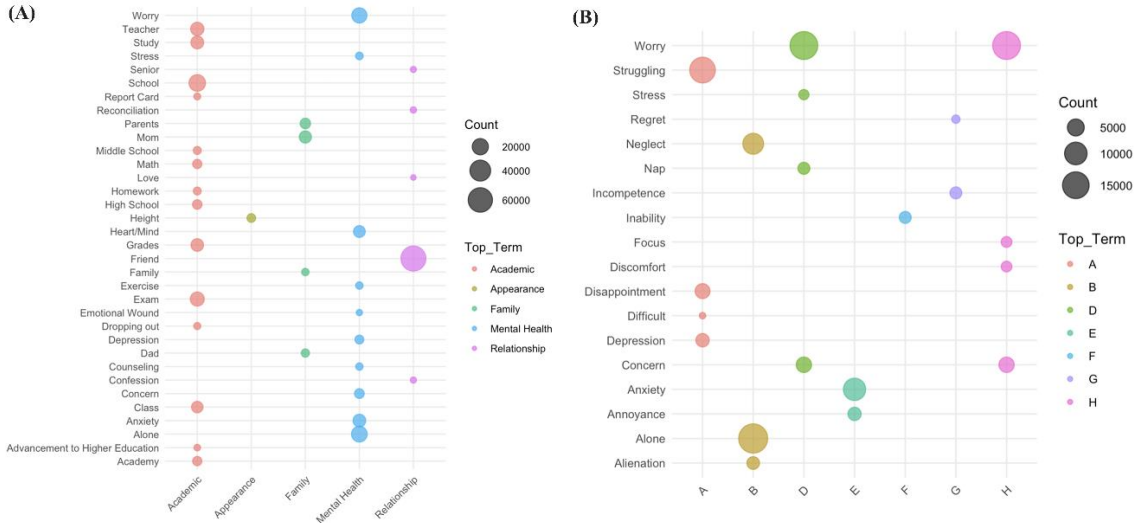 (A)
Worry
Teacher
Study
Stress
Senior
School
Report Card
Reconciliation
Parents
Mom
Middle School
Math
Love
Homework
High School
Height
Heart/Mind
Grades
Friend
Family
Exercise
Exam
Emotional Wound
Dropping out
Depression
Dad
Counseling
Confession
Concern
Class
Anxiety
Alone
Advancement to Higher Education
Academy
Academic
Appearance
Family
Mental Health
Relationship
Count
20000
40000
60000
Top_Term
Academic
Appearance
Family
Mental Health
Relationship
(B)
Worry
Struggling
Stress
Regret
Neglect
Nap
Incompetence
Inability
Focus
Discomfort
Disappointment
Difficult
Depression
Concern
Anxiety
Annoyance
Alone
Alienation
A
B
D
E
F
G
H
Count
5000
10000
15000
Top_Term
A
B
D
E
F
G
H